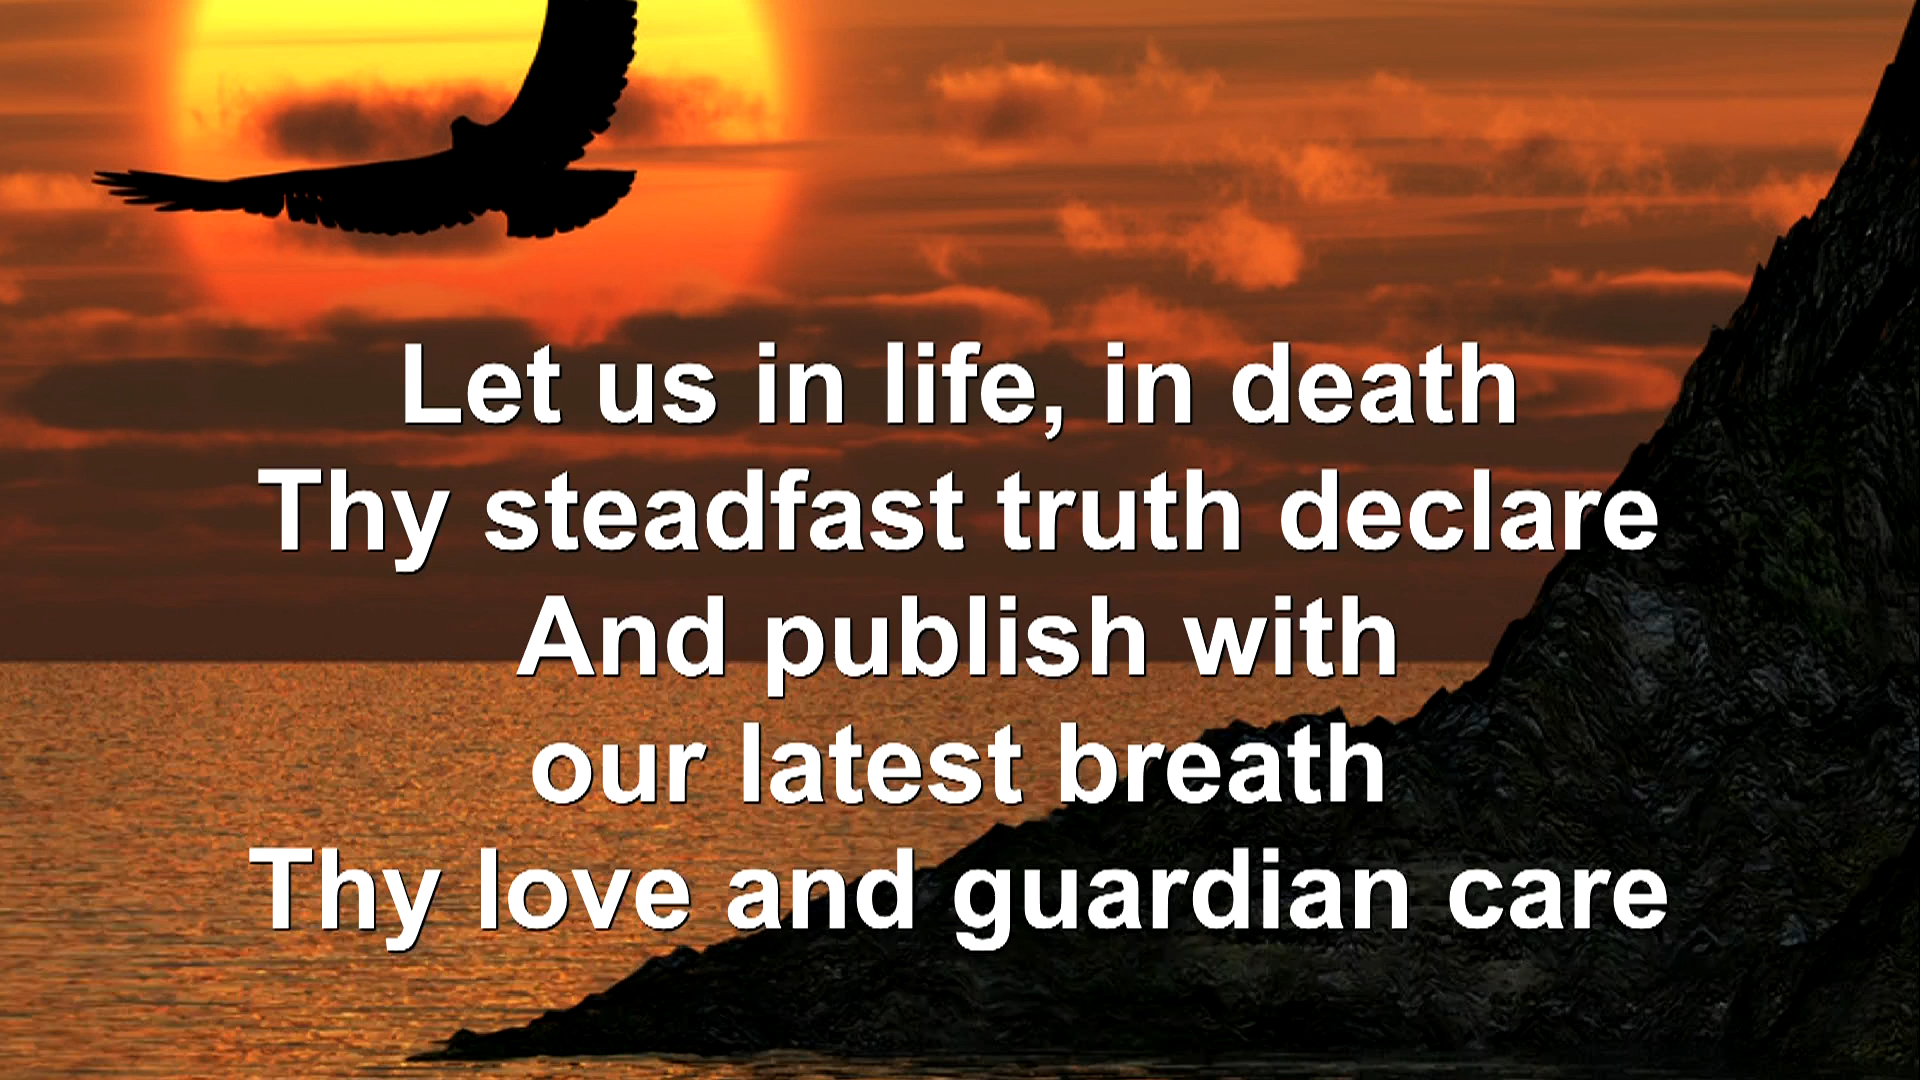 Let us in life, in death
Thy steadfast truth declare
And publish with
our latest breath
Thy love and guardian care